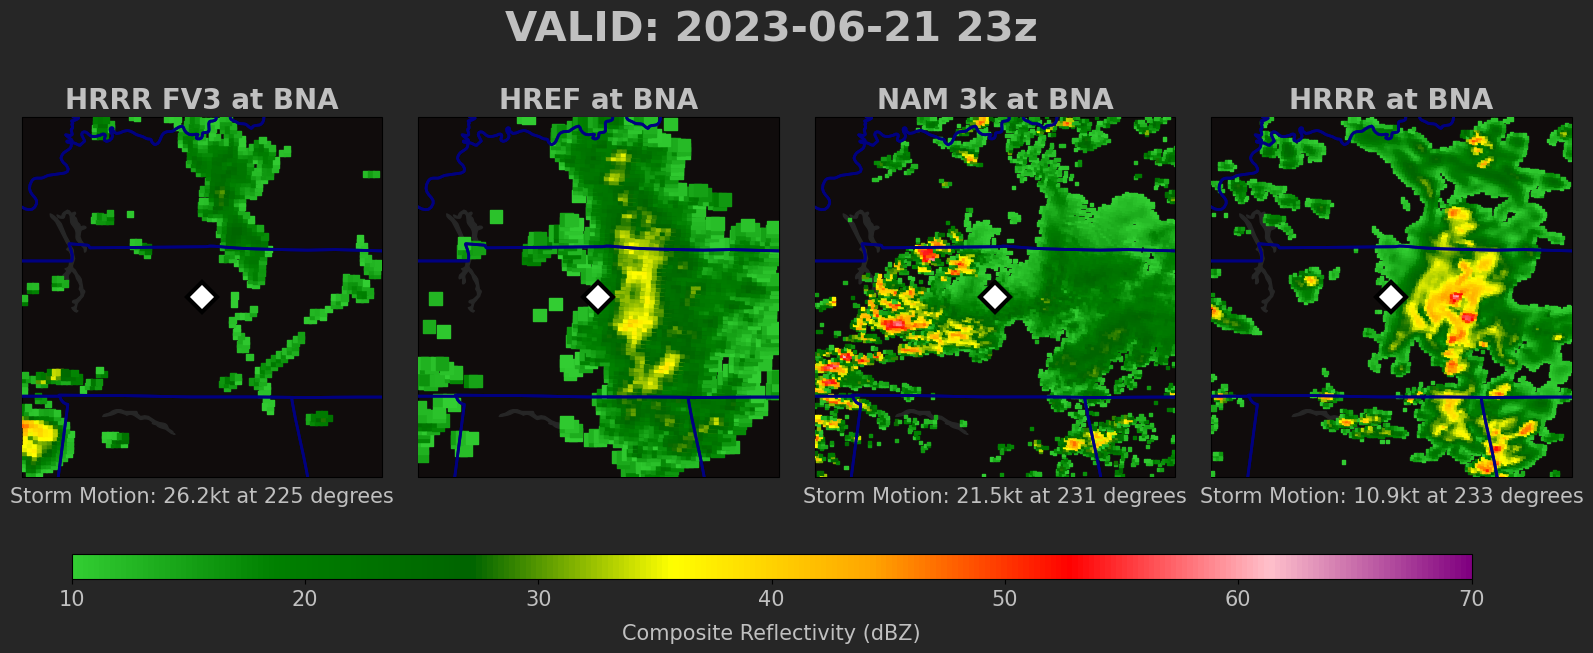 VALID: 2023-06-21 23z
HRRR FV3 at BNA
HREF at BNA
NAM 3k at BNA
HRRR at BNA
Storm Motion: 26.2kt at 225 degrees
Storm Motion: 21.5kt at 231 degrees
Storm Motion: 10.9kt at 233 degrees
10 20 30 40 50 60 70
Composite Reflectivity (dBZ)